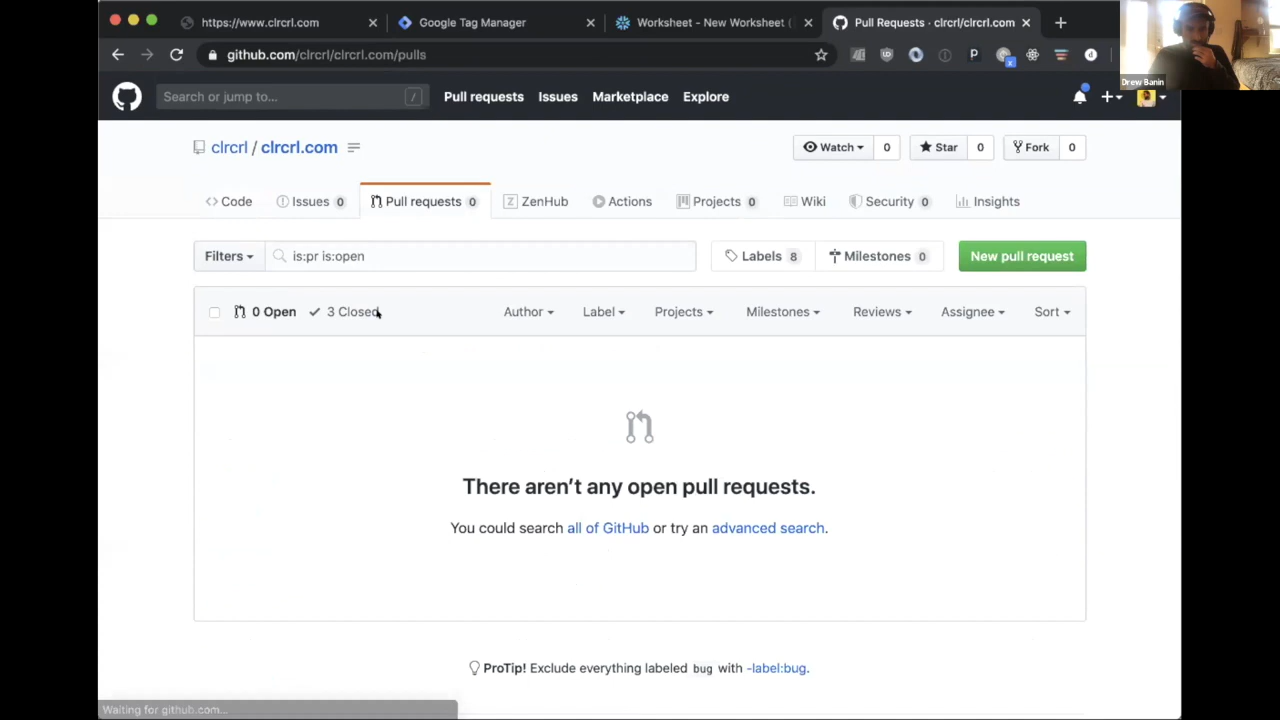 https://www.clrcrl.com
Google Tag Manager
Worksheet - New Worksheet (
Pull Requests · clrcrl/clrcrl.com
github.com/clrcrl/clrcrl.com/pulls
Drew Banin
Search or jump to...
/
Pull requests
Issues
Marketplace
Explore
clrcrl / clrcrl.com
Watch 0
Star 0
Fork 0
Code
Issues 0
Pull requests 0
ZenHub
Actions
Projects 0
Wiki
Security 0
Insights
Filters
is:pr is:open
Labels 8
Milestones 0
New pull request
0 Open
3 Closed
Author
Label
Projects
Milestones
Reviews
Assignee
Sort
There aren't any open pull requests.
You could search all of GitHub or try an advanced search.
ProTip! Exclude everything labeled bug with -label:bug.
Waiting for github.com...